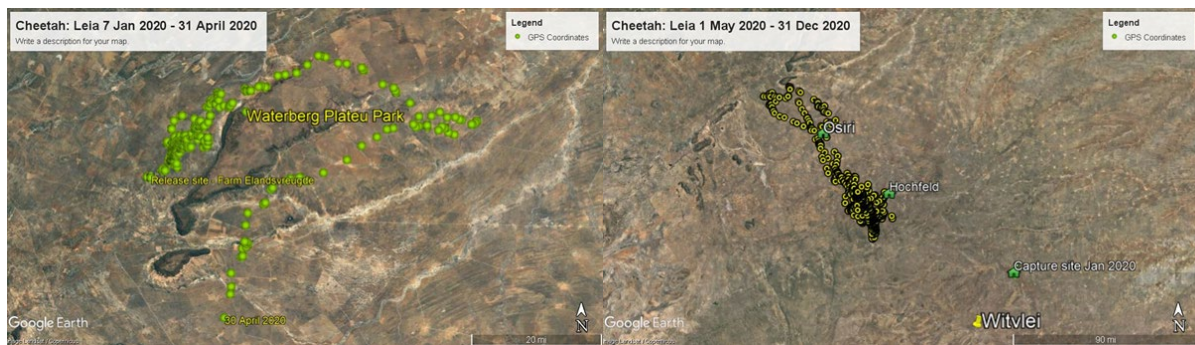 Cheetah: Leia 7 Jan 2020 - 31 April 2020
Write a description for your map.
Legend
GPS Coordinates
Waterberg Plateu Park
Release site - Farm Elandsvreugde
30 April 2020
Google Earth
N
20 mi
Cheetah: Leia 1 May 2020 - 31 Dec 2020
Write a description for your map.
Legend
GPS Coordinates
Osiri
Hochfeld
Capture site Jan 2020
Witvlei
Google Earth
N
90 mi